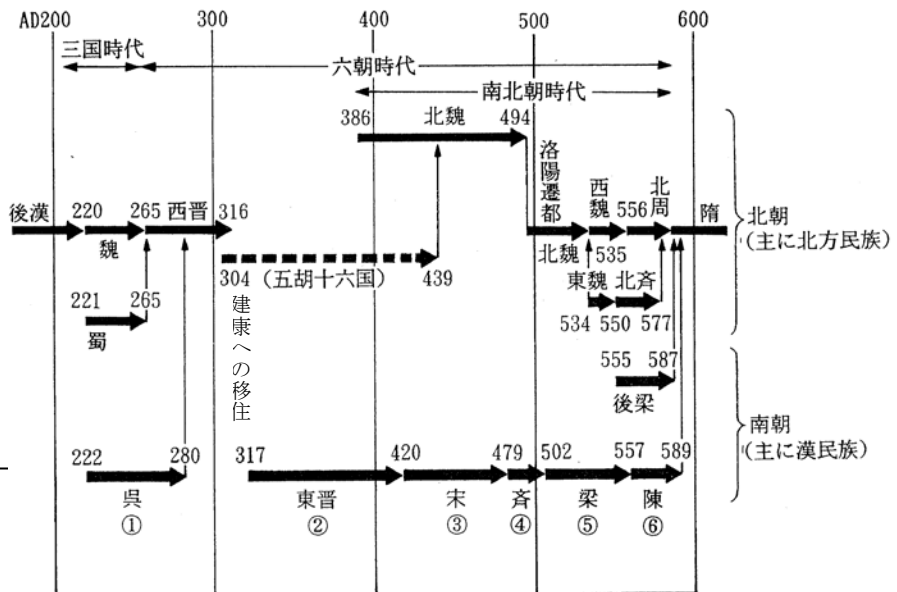 AD200 300 400 500 600
三国時代
六朝時代
南北朝時代
386 北魏 494
洛陽遷都
後漢 220 265 西晋 316
魏
西魏 556 北周 隋
北魏 535
304 (五胡十六国) 439
東魏 北斉
534 550 577
221 265
蜀
建康への移住
555 587
後梁
北朝
(主に北方民族)
南朝
(主に漢民族)
222 280 317 420 479 502 557 589
呉 東晋 宋 斉 梁 陳
① ② ③ ④ ⑤ ⑥